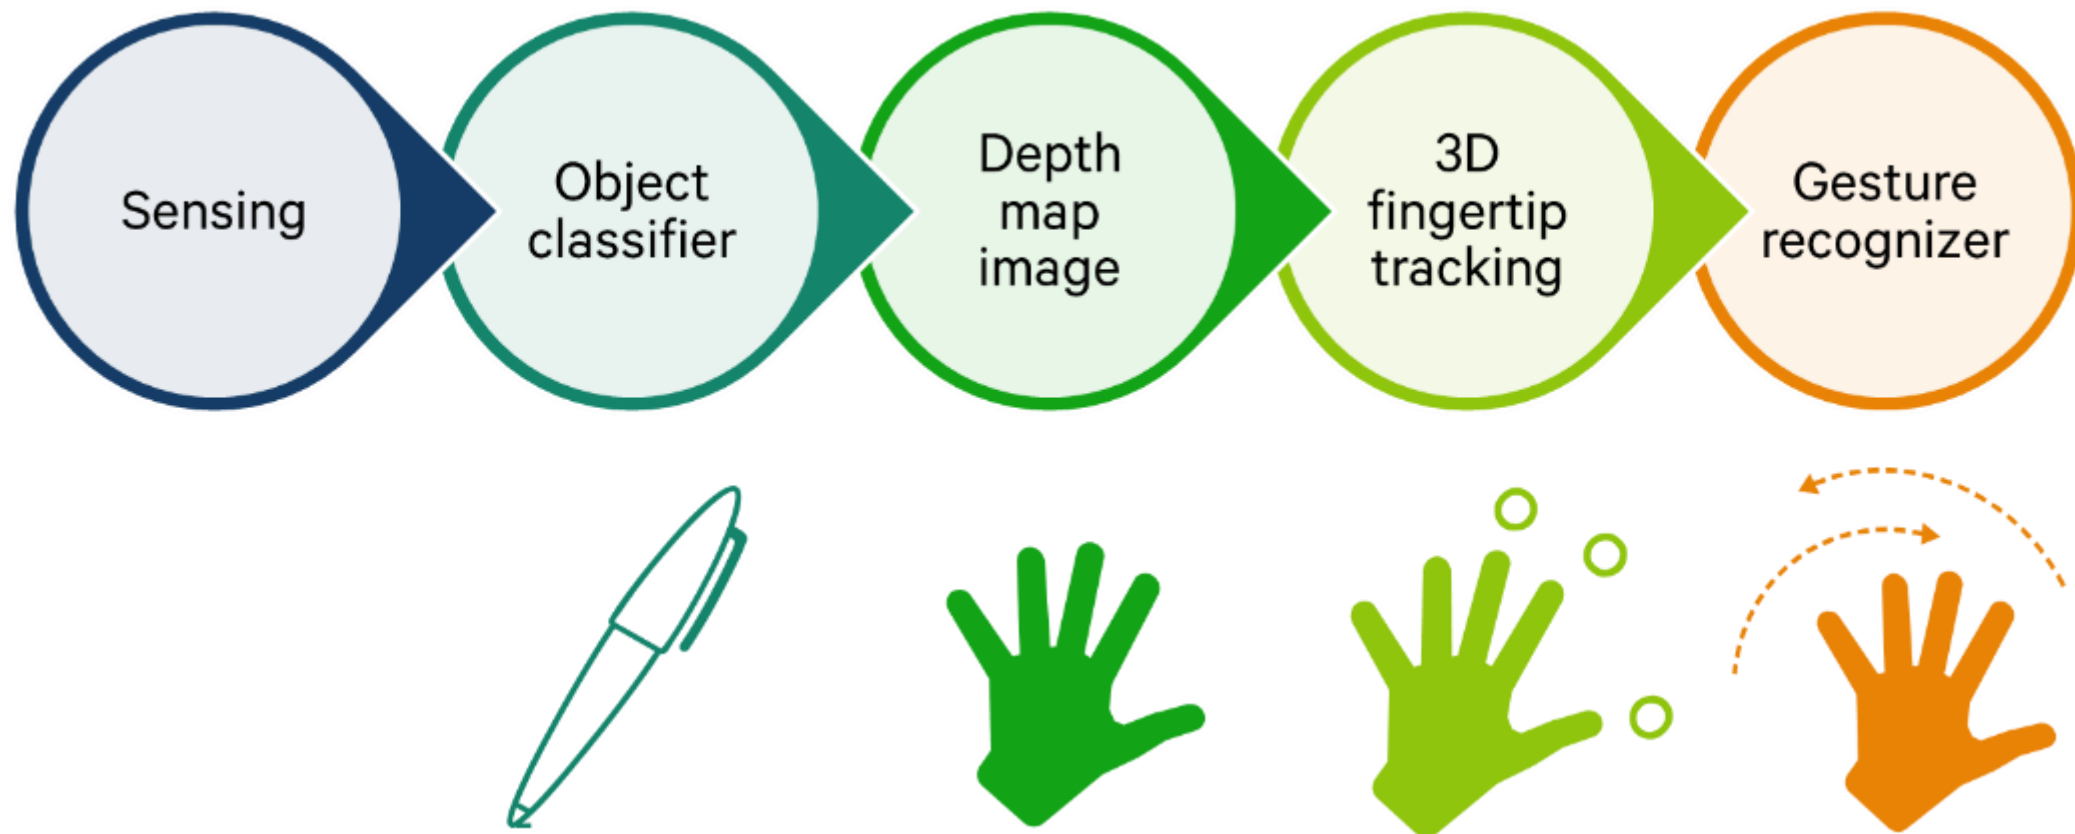 Sensing
Object
classifier
Depth
map
image
3D
fingertip
tracking
Gesture
recognizer